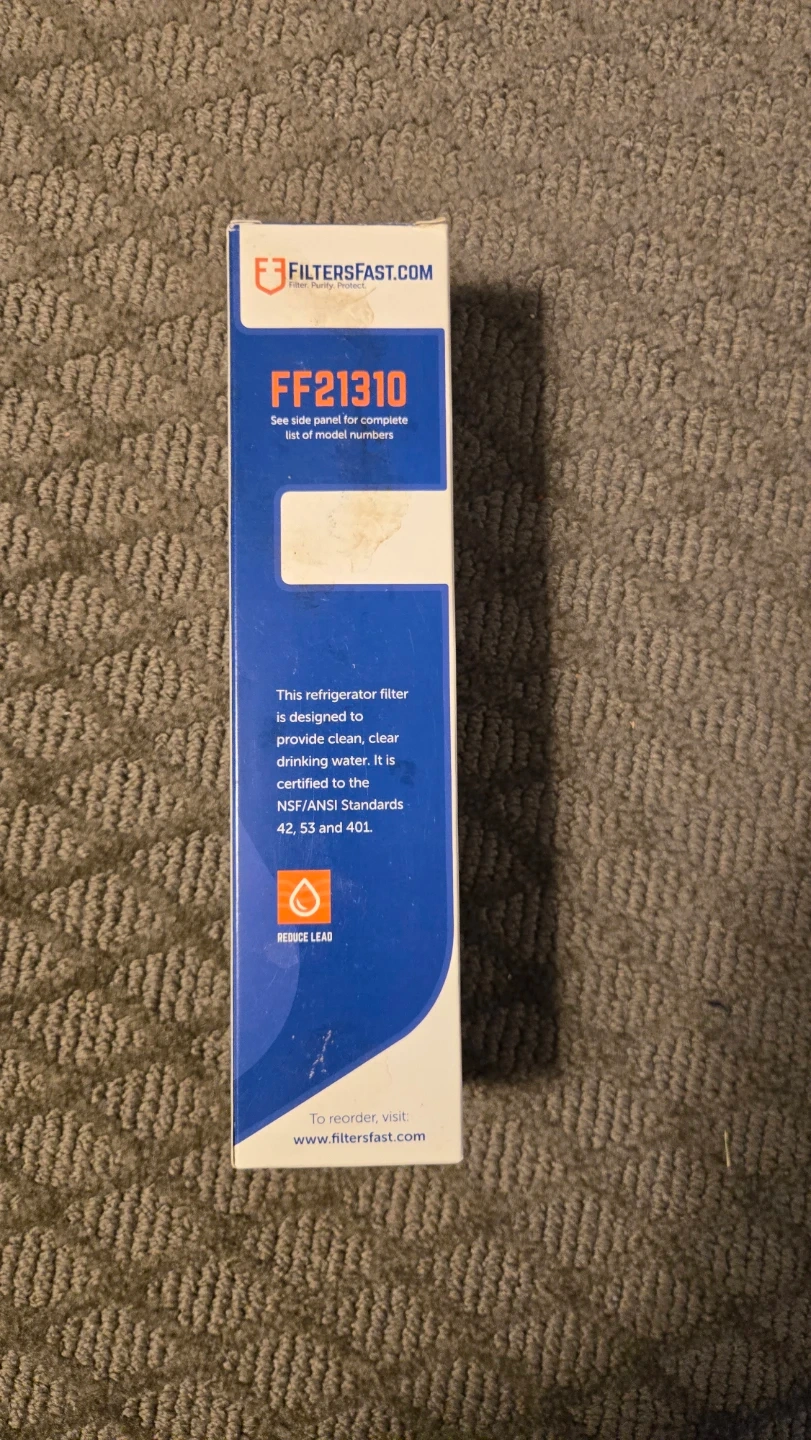 FILTERSFAST.COM
Filter. Purify. Protect.
FF21310
See side panel for complete
list of model numbers
This refrigerator filter
is designed to
provide clean, clear
drinking water. It is
certified to the
NSF/ANSI Standards
42, 53 and 401.
REDUCE LEAD
To reorder, visit:
www.filtersfast.com